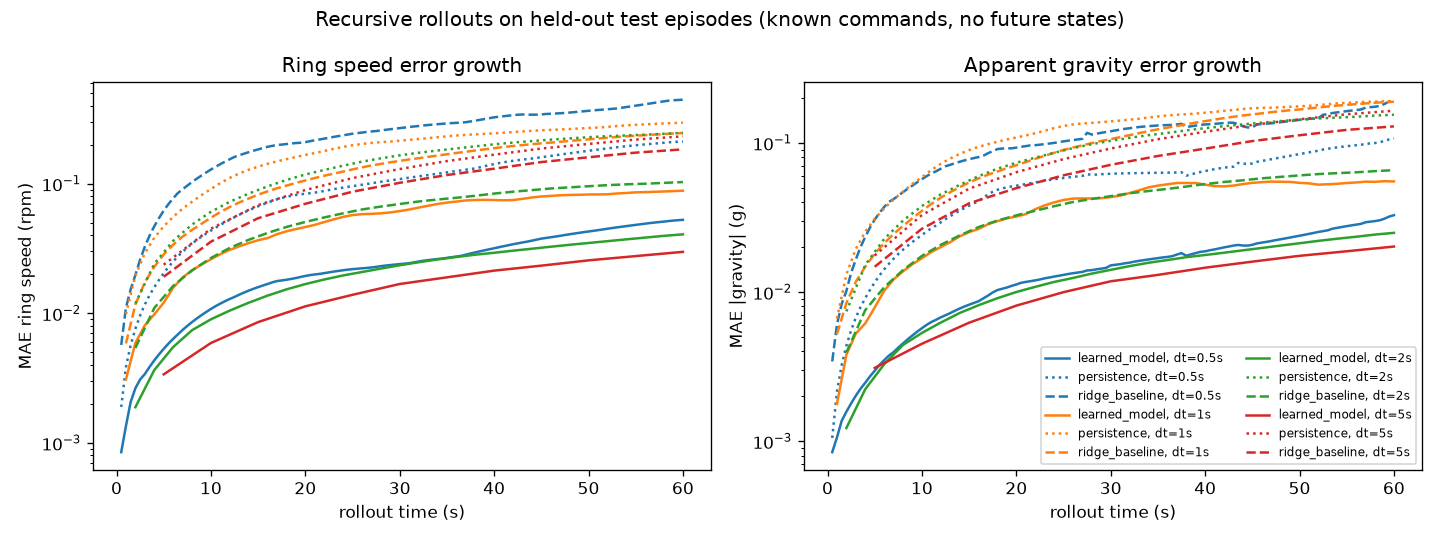 Recursive rollouts on held-out test episodes (known commands, no future states)
Ring speed error growth
MAE ring speed (rpm)
10⁻¹
10⁻²
10⁻³
0 10 20 30 40 50 60
rollout time (s)
Apparent gravity error growth
MAE |gravity| (g)
10⁻¹
10⁻²
10⁻³
0 10 20 30 40 50 60
rollout time (s)
learned_model, dt=0.5s
persistence, dt=0.5s
ridge_baseline, dt=0.5s
learned_model, dt=1s
persistence, dt=1s
ridge_baseline, dt=1s
learned_model, dt=2s
persistence, dt=2s
ridge_baseline, dt=2s
learned_model, dt=5s
persistence, dt=5s
ridge_baseline, dt=5s